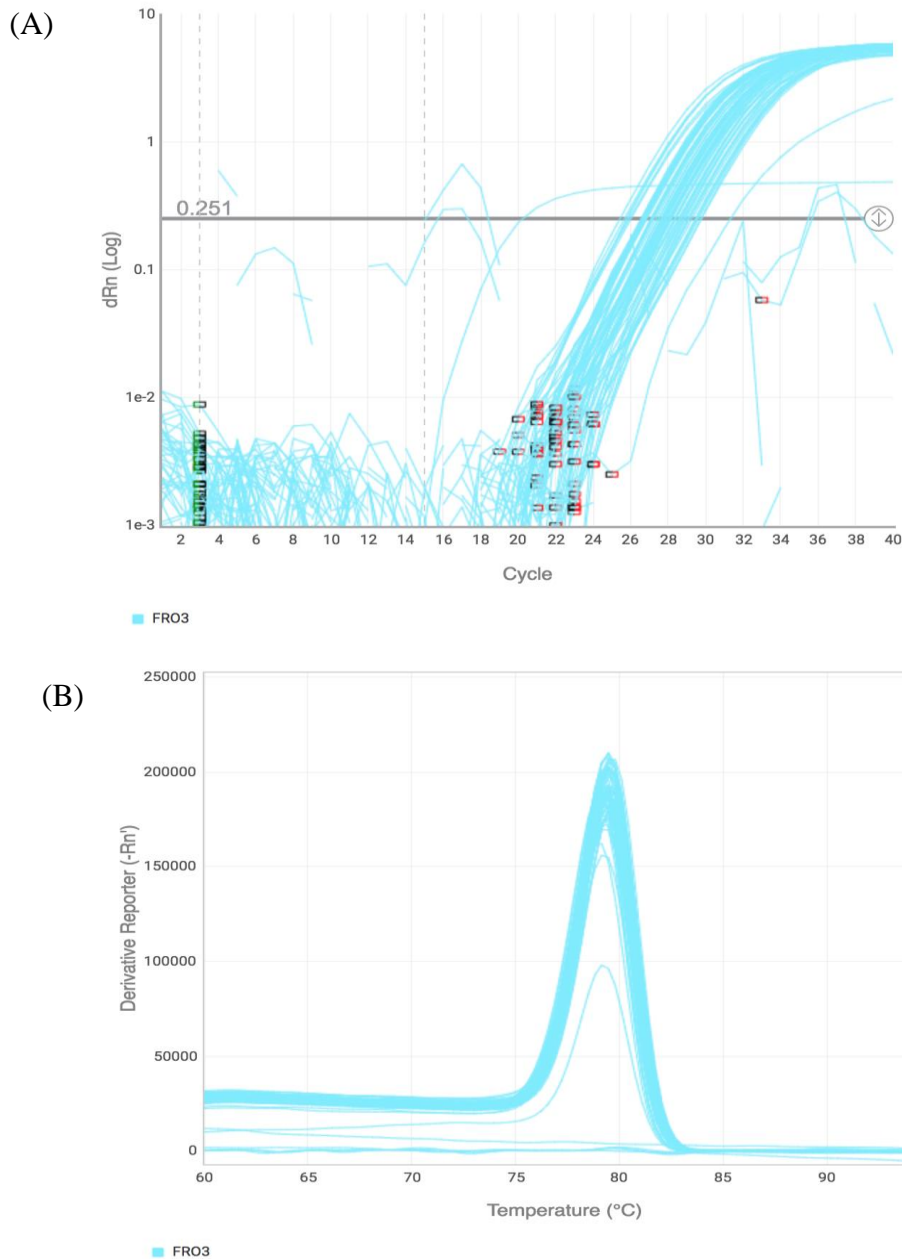 (A)
10
1
0.251
0.1
1e-2
1e-3
dRn (Log)
2 4 6 8 10 12 14 16 18 20 22 24 26 28 30 32 34 36 38 40
Cycle
FRO3
(B)
250000
200000
150000
100000
50000
0
Derivative Reporter (-Rn')
60 65 70 75 80 85 90
Temperature (°C)
FRO3